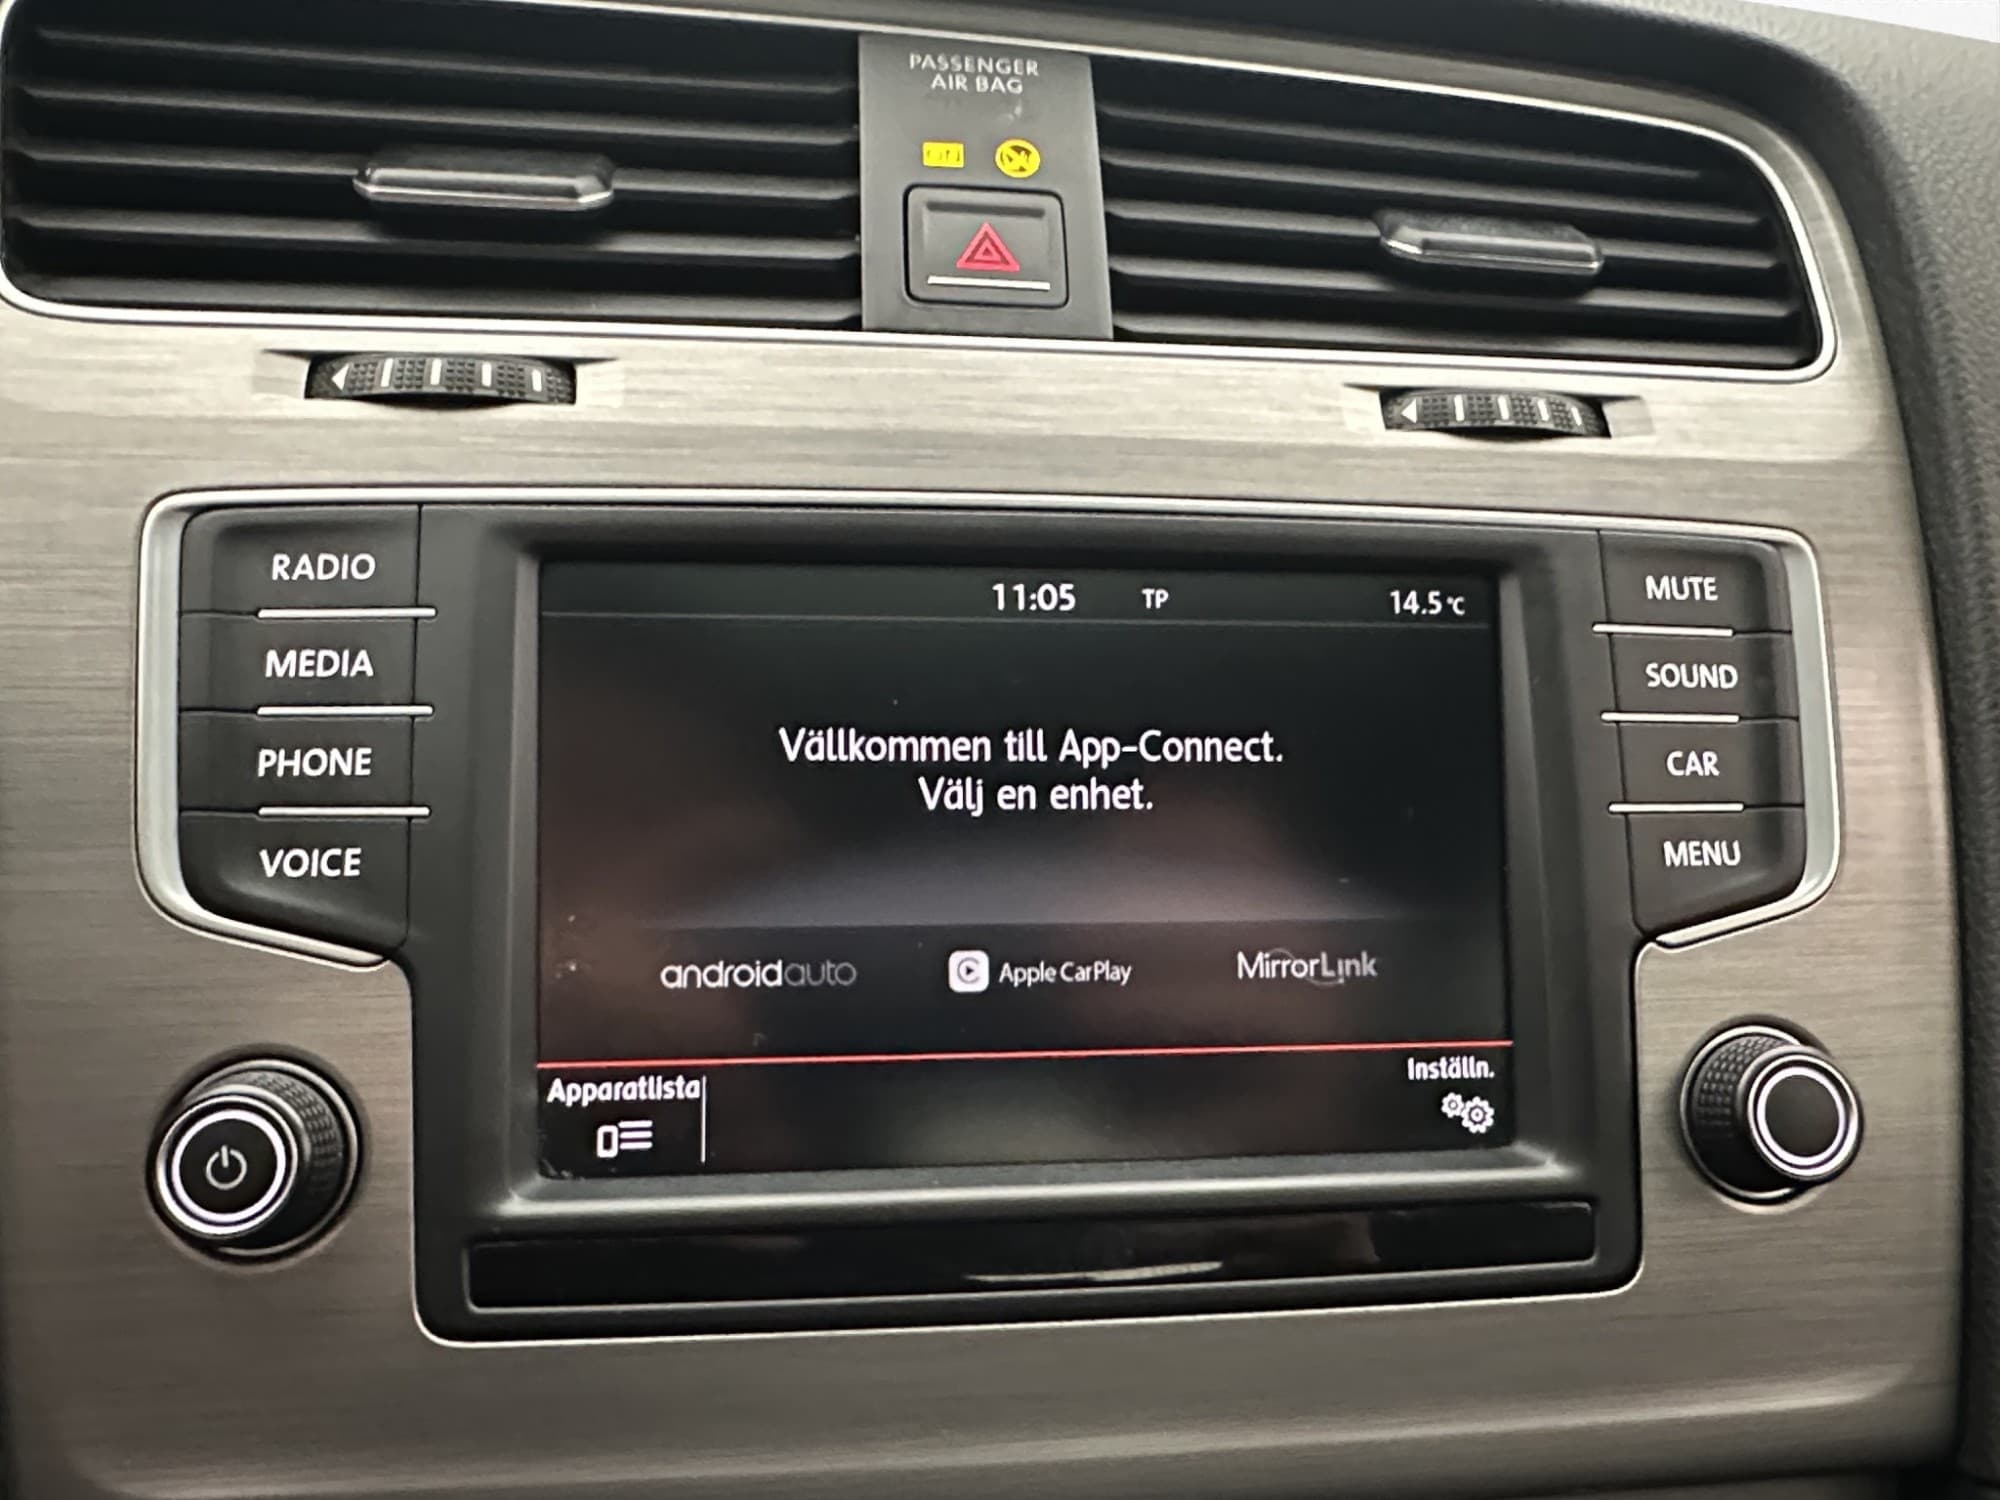 PASSENGER
AIR BAG
ON
RADIO
MEDIA
PHONE
VOICE
11:05 TP 14.5°C
Vällkommen till App-Connect.
Välj en enhet.
androidauto Apple CarPlay MirrorLink
Apparatlista
Inställn.
MUTE
SOUND
CAR
MENU